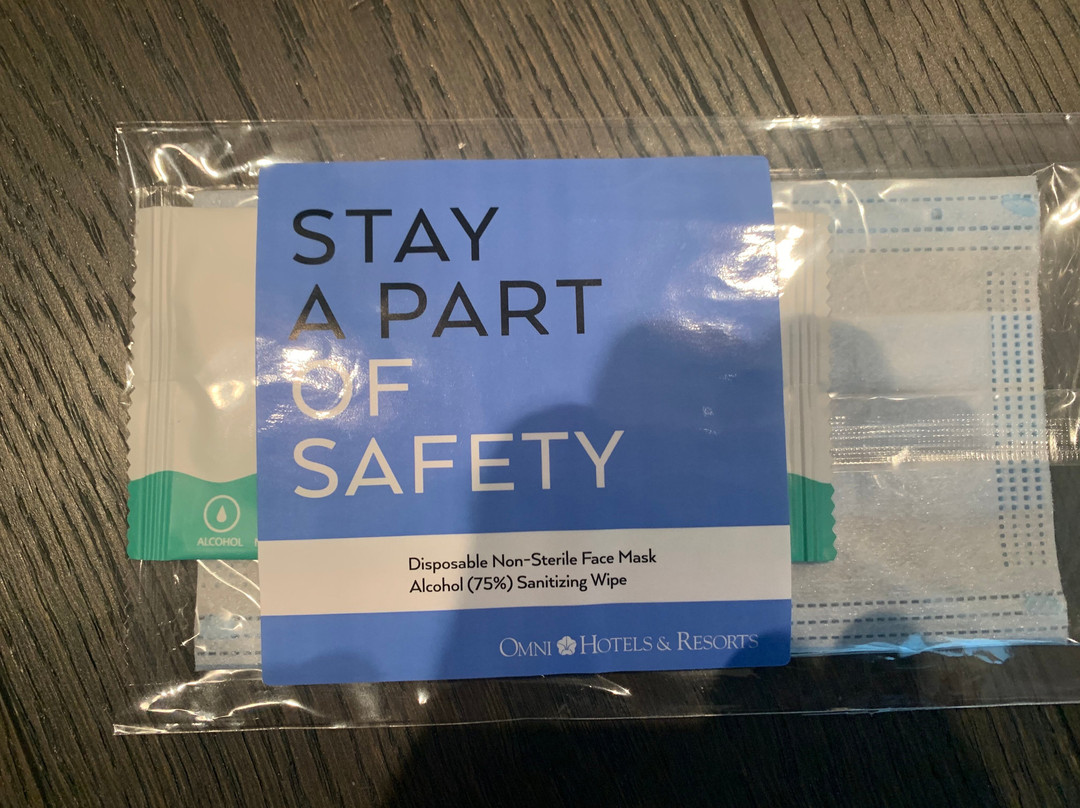 STAY
A PART
OF
SAFETY
Disposable Non-Sterile Face Mask
Alcohol (75%) Sanitizing Wipe
OMNI HOTELS & RESORTS
ALCOHOL